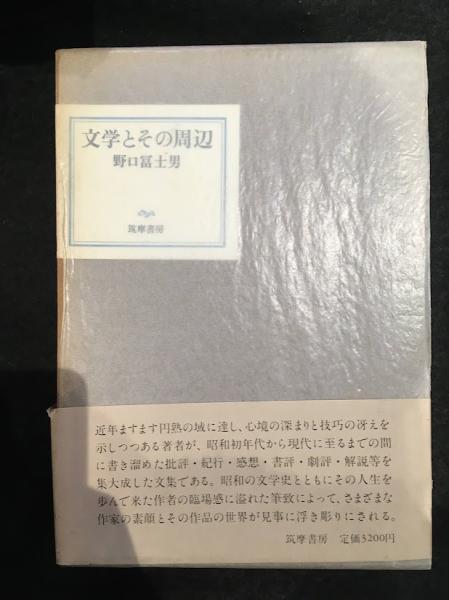 文学とその周辺
野口冨士男
筑摩書房
近年ますます円熟の域に達し、心境の深まりと技巧の冴えを
示しつつある著者が、昭和初年代から現代に至るまでの間
に書き溜めた批評・紀行・感想・書評・劇評・解説等を
集大成した文集である。昭和の文学史とともにその人生を
歩んで来た作者の臨場感に溢れた筆致によって、さまざまな
作家の素顔とその作品の世界が見事に浮き彫りにされる。
筑摩書房 定価3200円